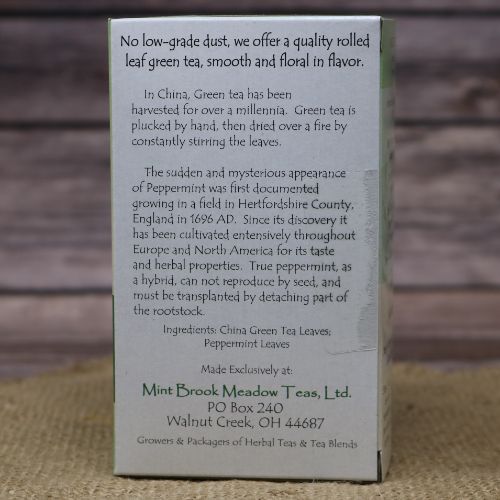 No low-grade dust, we offer a quality rolled
leaf green tea, smooth and floral in flavor.
In China, Green tea has been
harvested for over a millennia. Green tea is
plucked by hand, then dried over a fire by
constantly stirring the leaves.
The sudden and mysterious appearance
of Peppermint was first documented
growing in a field in Hertfordshire County,
England in 1696 AD. Since its discovery it
has been cultivated entensively throughout
Europe and North America for its taste
and herbal properties. True peppermint, as
a hybrid, can not reproduce by seed, and
must be transplanted by detaching part of
the rootstock.
Ingredients: China Green Tea Leaves;
Peppermint Leaves
Made Exclusively at:
Mint Brook Meadow Teas, Ltd.
PO Box 240
Walnut Creek, OH 44687
Growers & Packagers of Herbal Teas & Tea Blends